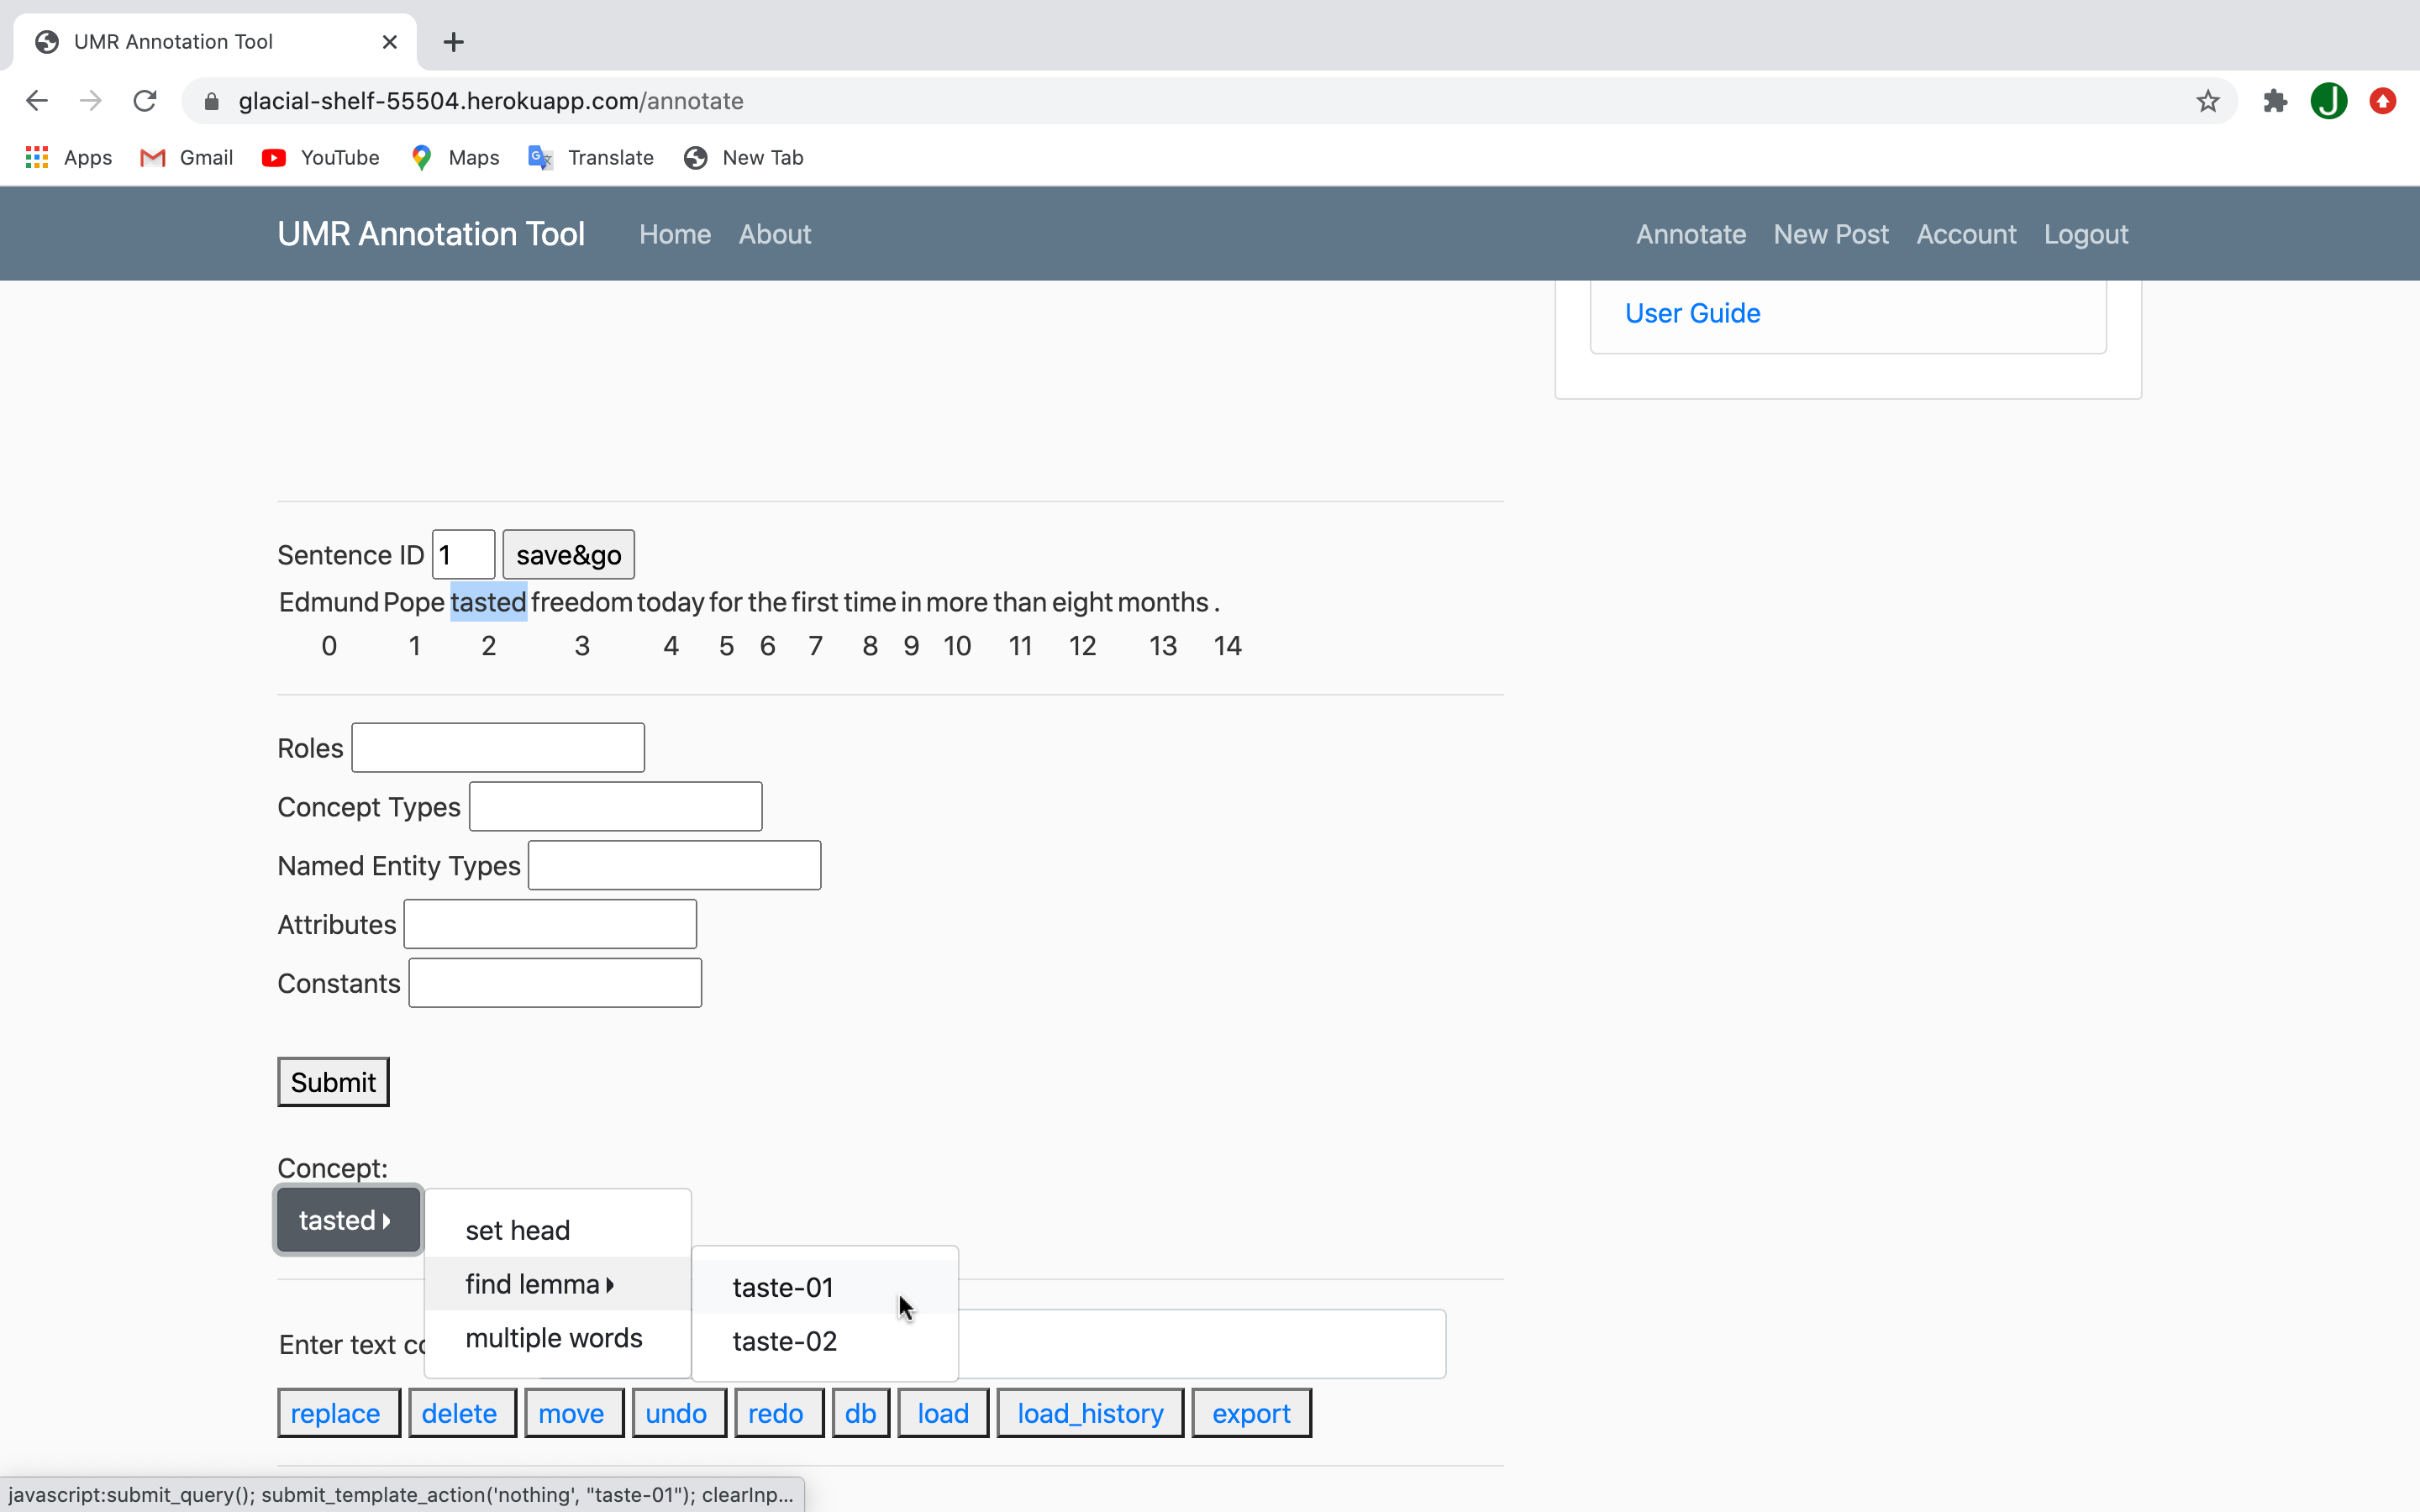 UMR Annotation Tool
glacial-shelf-55504.herokuapp.com/annotate
J
Apps Gmail YouTube Maps Translate New Tab
UMR Annotation Tool Home About Annotate New Post Account Logout
User Guide
Sentence ID 1 save&go
Edmund Pope tasted freedom today for the first time in more than eight months .
0 1 2 3 4 5 6 7 8 9 10 11 12 13 14
Roles
Concept Types
Named Entity Types
Attributes
Constants
Submit
Concept:
tasted
set head
find lemma
taste-01
multiple words
taste-02
Enter text
replace delete move undo redo db load load_history export
javascript:submit_query(); submit_template_action('nothing', "taste-01"); clearInp...